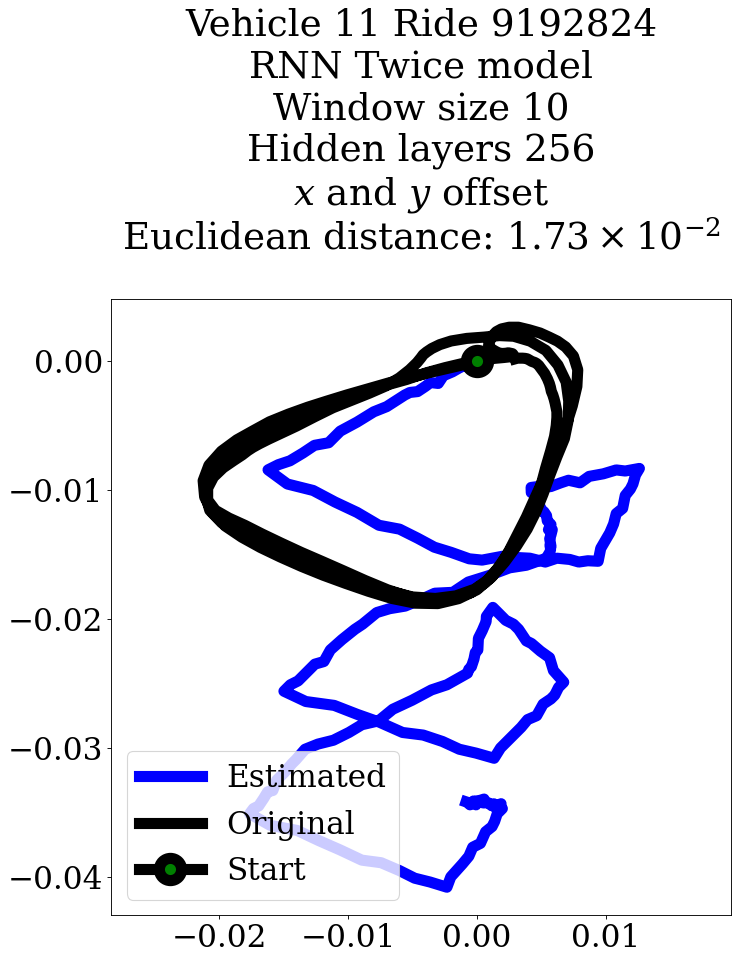 Vehicle 11 Ride 9192824
RNN Twice model
Window size 10
Hidden layers 256
x and y offset
Euclidean distance: 1.73 × 10⁻²
0.00
−0.01
−0.02
−0.03
−0.04
Estimated
Original
Start
−0.02 −0.01 0.00 0.01